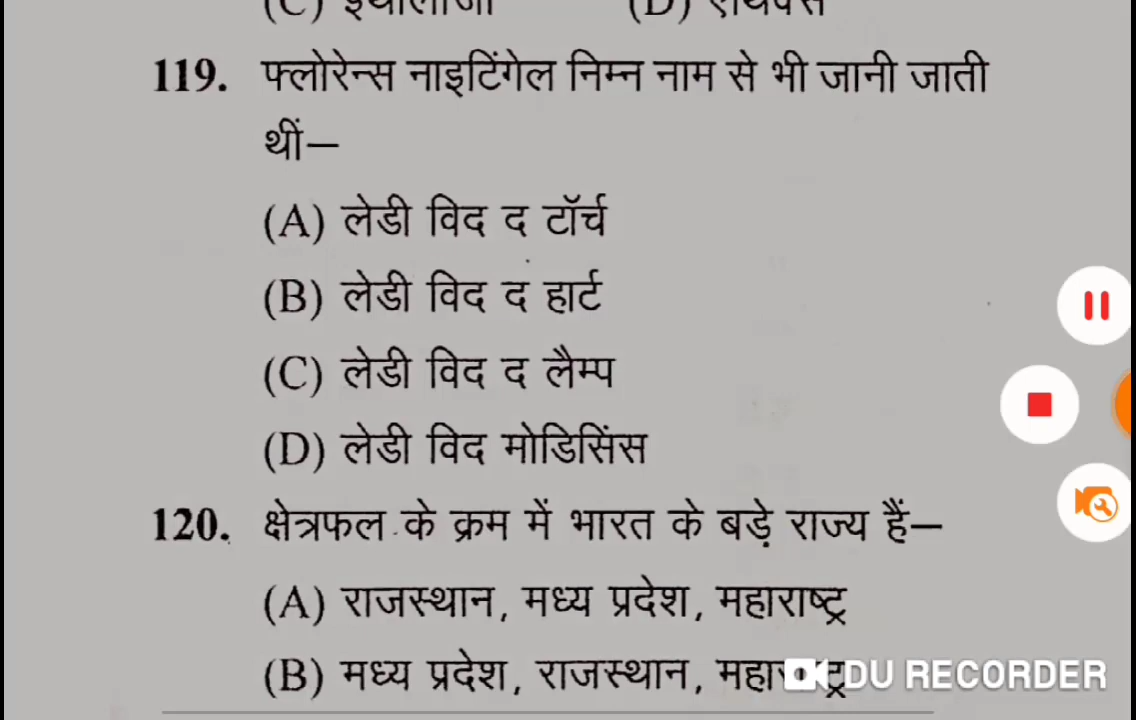 119. फ्लोरेन्स नाइटिंगेल निम्न नाम से भी जानी जाती
थीं—
(A) लेडी विद द टॉर्च
(B) लेडी विद द हार्ट
(C) लेडी विद द लैम्प
(D) लेडी विद मोडिसिंस
120. क्षेत्रफल के क्रम में भारत के बड़े राज्य हैं—
(A) राजस्थान, मध्य प्रदेश, महाराष्ट्र
(B) मध्य प्रदेश, राजस्थान,
DU RECORDER